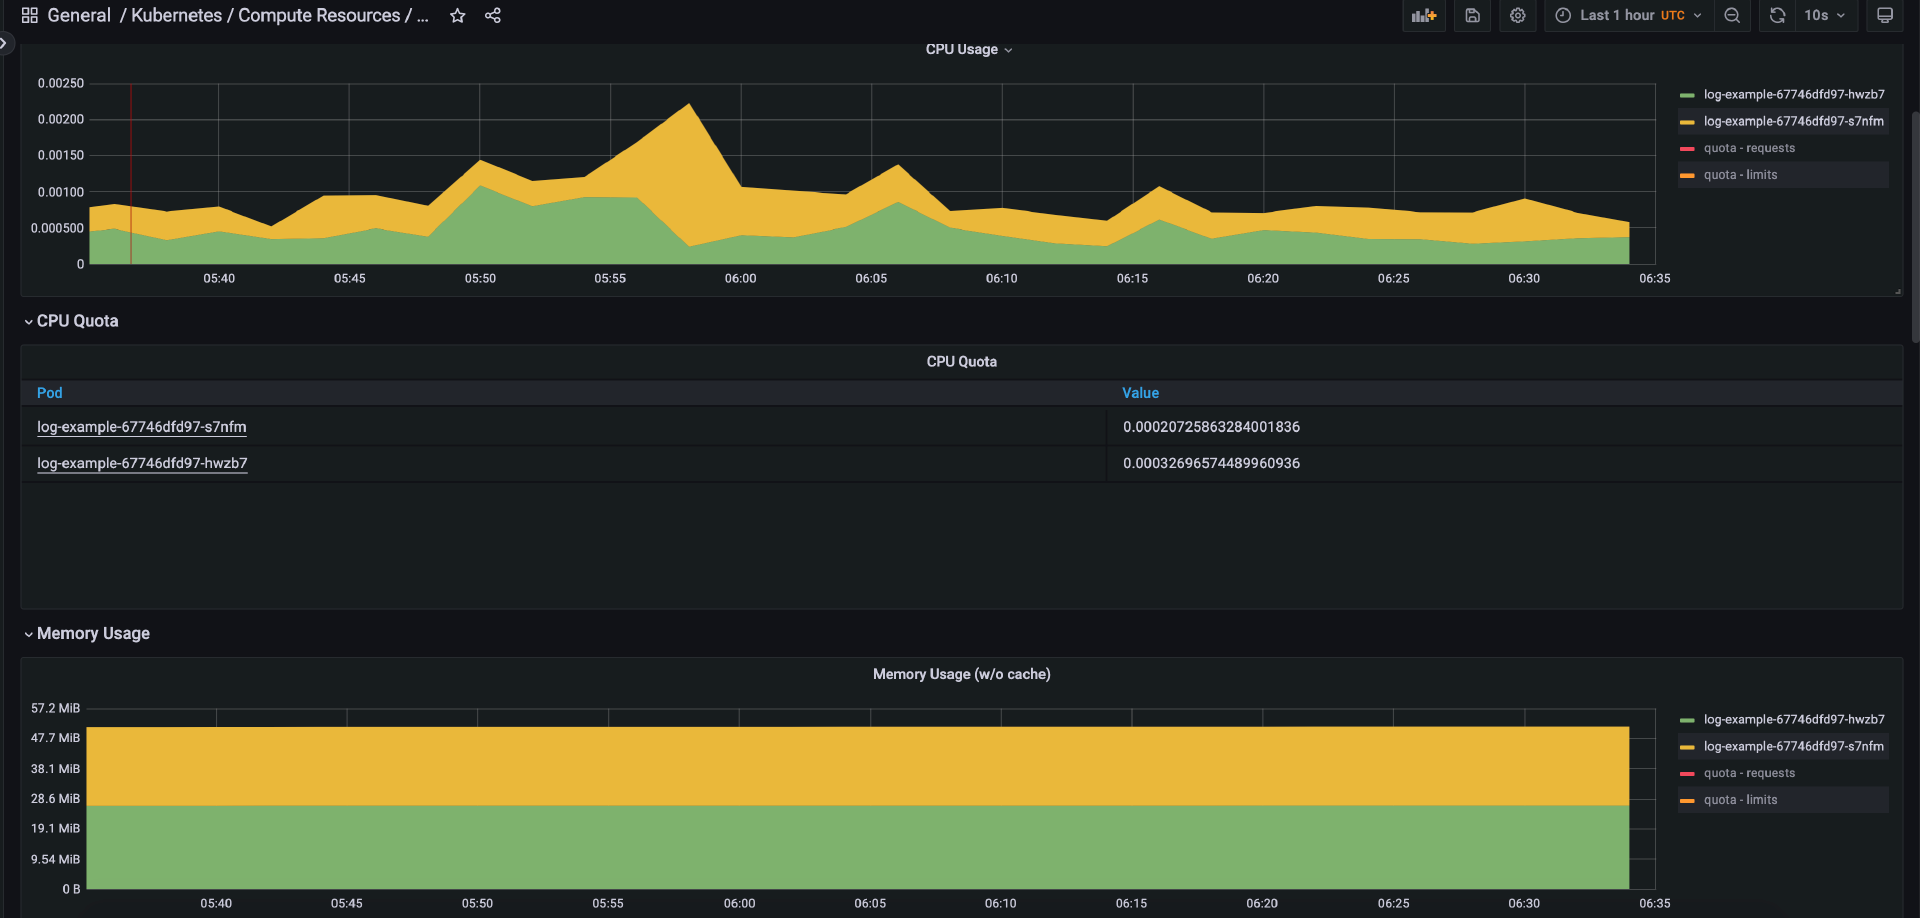 General / Kubernetes / Compute Resources / ...
Last 1 hour UTC
10s
CPU Usage
0.00250
0.00200
0.00150
0.00100
0.000500
0
05:40 05:45 05:50 05:55 06:00 06:05 06:10 06:15 06:20 06:25 06:30 06:35
log-example-67746dfd97-hwzb7
log-example-67746dfd97-s7nfm
quota - requests
quota - limits
CPU Quota
CPU Quota
Pod Value
log-example-67746dfd97-s7nfm 0.00020725863284001836
log-example-67746dfd97-hwzb7 0.00032696574489960936
Memory Usage
Memory Usage (w/o cache)
57.2 MiB
47.7 MiB
38.1 MiB
28.6 MiB
19.1 MiB
9.54 MiB
0 B
05:40 05:45 05:50 05:55 06:00 06:05 06:10 06:15 06:20 06:25 06:30 06:35
log-example-67746dfd97-hwzb7
log-example-67746dfd97-s7nfm
quota - requests
quota - limits